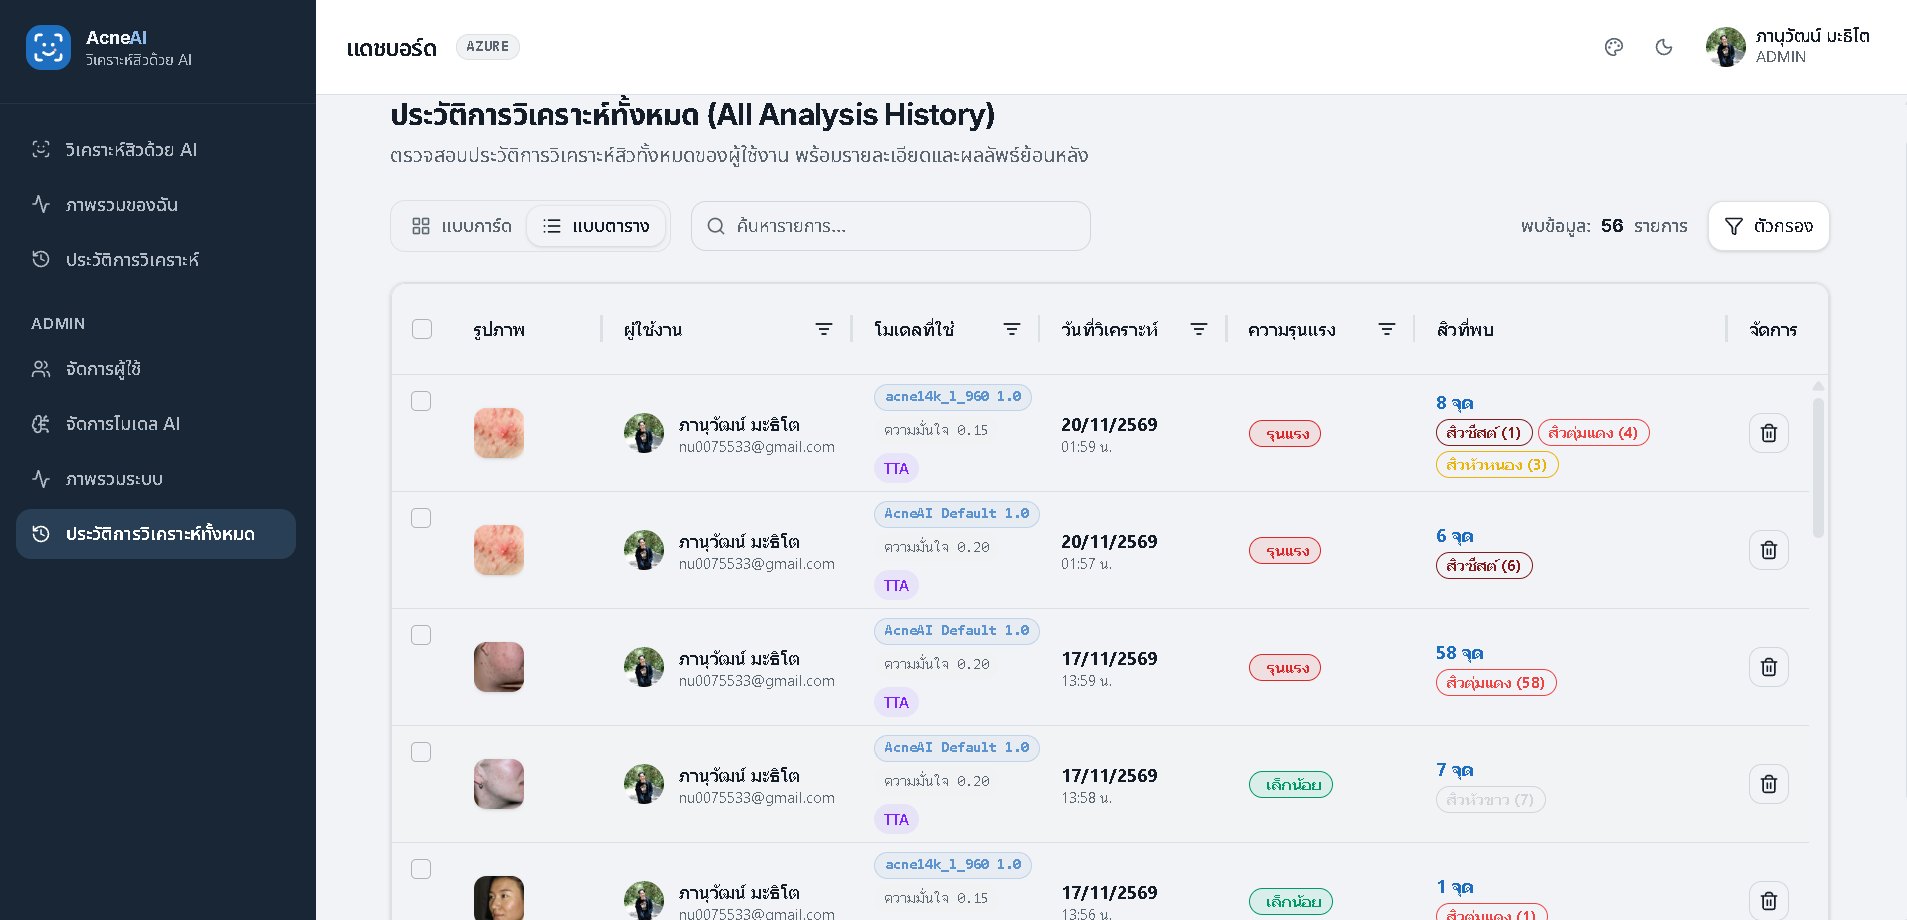 AcneAI
วิเคราะห์สิวด้วย AI
วิเคราะห์สิวด้วย AI
ภาพรวมของฉัน
ประวัติการวิเคราะห์
ADMIN
จัดการผู้ใช้
จัดการโมเดล AI
ภาพรวมระบบ
ประวัติการวิเคราะห์ทั้งหมด
แดชบอร์ด AZURE
ภานุวัฒน์ มะธิโต
ADMIN
ประวัติการวิเคราะห์ทั้งหมด (All Analysis History)
ตรวจสอบประวัติการวิเคราะห์สิวทั้งหมดของผู้ใช้งาน พร้อมรายละเอียดและผลลัพธ์ย้อนหลัง
แบบการ์ด แบบตาราง ค้นหารายการ... พบข้อมูล: 56 รายการ ตัวกรอง
รูปภาพ ผู้ใช้งาน โมเดลที่ใช้ วันที่วิเคราะห์ ความรุนแรง สิวที่พบ จัดการ
ภานุวัฒน์ มะธิโต
nu0075533@gmail.com
acne14k_l_960 1.0
ความมั่นใจ 0.15
TTA
20/11/2569
01:59 น.
รุนแรง
8 จุด
สิวซีสต์ (1) สิวตุ่มแดง (4)
สิวหัวหนอง (3)
ภานุวัฒน์ มะธิโต
nu0075533@gmail.com
AcneAI Default 1.0
ความมั่นใจ 0.20
TTA
20/11/2569
01:57 น.
รุนแรง
6 จุด
สิวซีสต์ (6)
ภานุวัฒน์ มะธิโต
nu0075533@gmail.com
AcneAI Default 1.0
ความมั่นใจ 0.20
TTA
17/11/2569
13:59 น.
รุนแรง
58 จุด
สิวตุ่มแดง (58)
ภานุวัฒน์ มะธิโต
nu0075533@gmail.com
AcneAI Default 1.0
ความมั่นใจ 0.20
TTA
17/11/2569
13:58 น.
เล็กน้อย
7 จุด
สิวหัวขาว (7)
ภานุวัฒน์ มะธิโต
nu0075533@gmail.com
acne14k_l_960 1.0
ความมั่นใจ 0.15
17/11/2569
13:56 น.
เล็กน้อย
1 จุด
สิวตุ่มแดง (1)